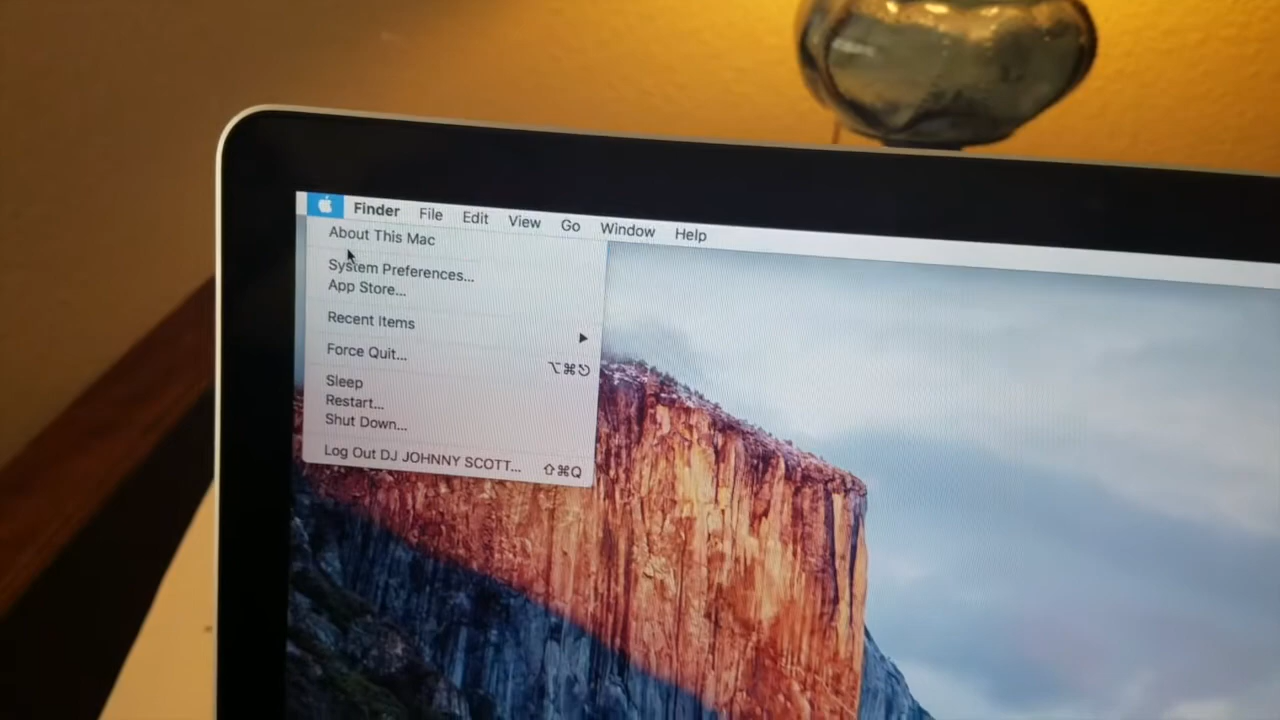 Finder File Edit View Go Window Help
About This Mac
System Preferences...
App Store...
Recent Items
Force Quit... ⌥⌘⎋
Sleep
Restart...
Shut Down...
Log Out DJ JOHNNY SCOTT... ⇧⌘Q